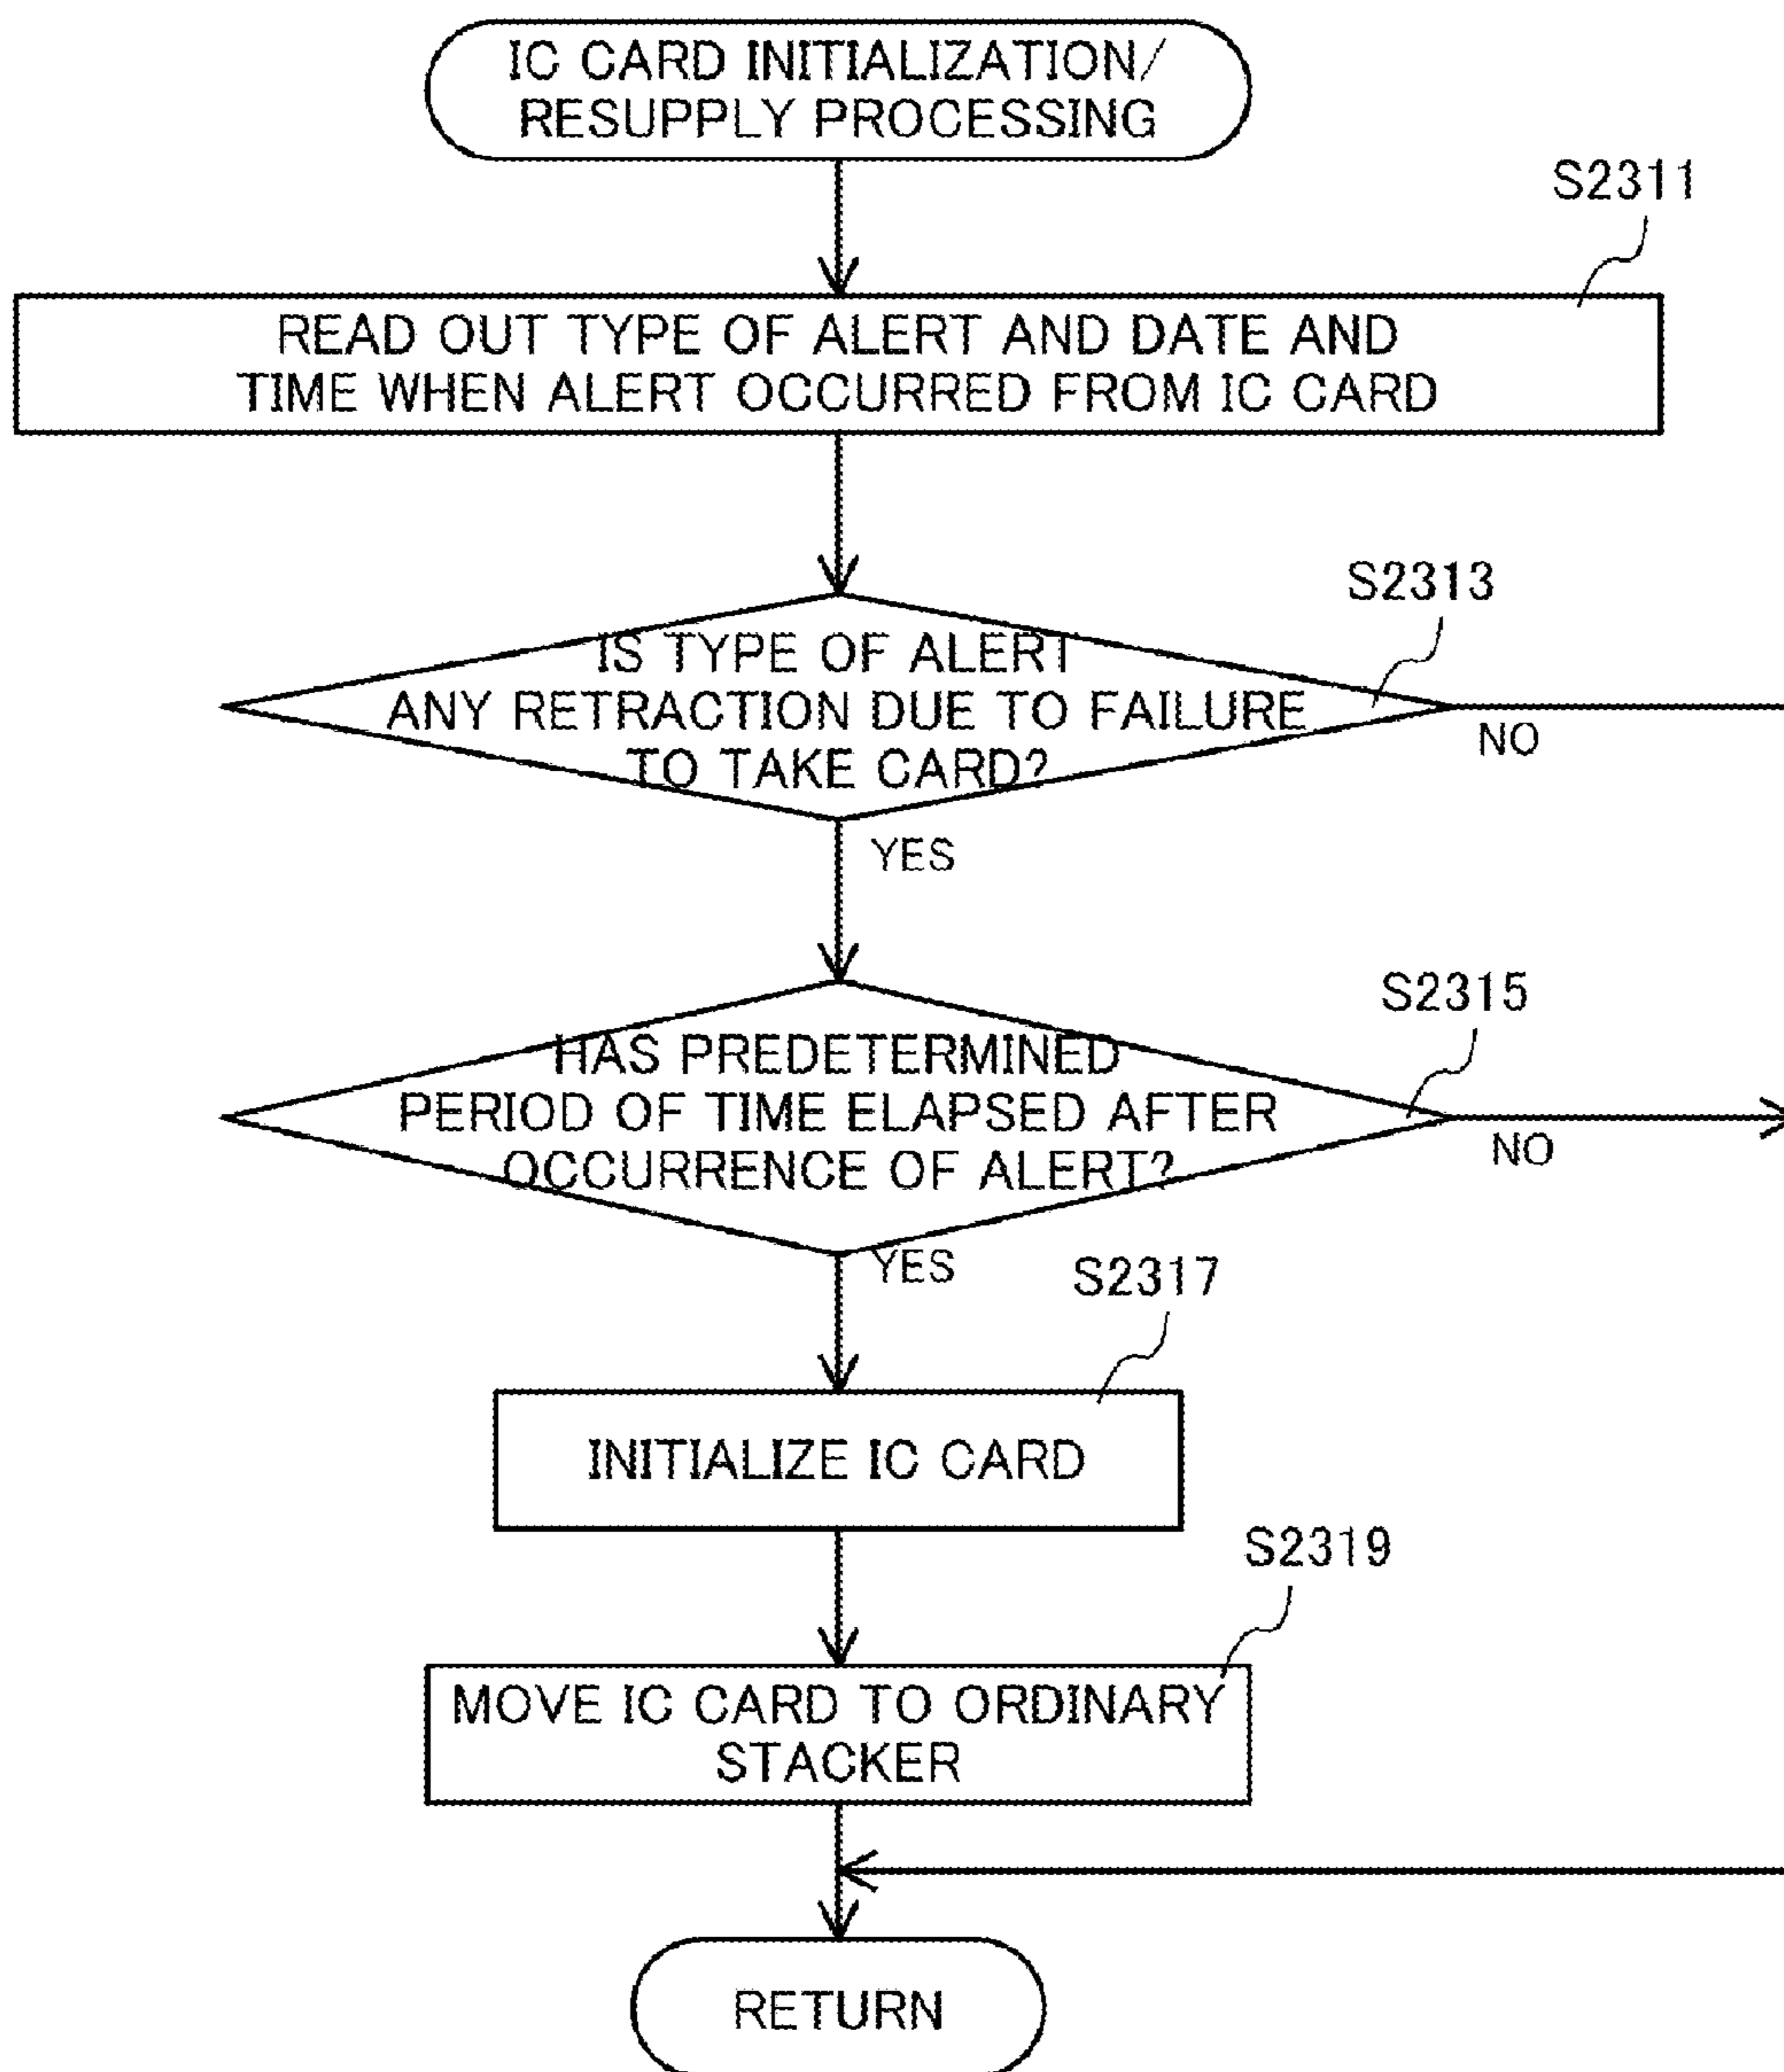 IC CARD INITIALIZATION/
RESUPPLY PROCESSING
S2311
READ OUT TYPE OF ALERT AND DATE AND
TIME WHEN ALERT OCCURRED FROM IC CARD
S2313
IS TYPE OF ALERT
ANY RETRACTION DUE TO FAILURE
TO TAKE CARD?
NO
YES
S2315
HAS PREDETERMINED
PERIOD OF TIME ELAPSED AFTER
OCCURRENCE OF ALERT?
NO
YES
S2317
INITIALIZE IC CARD
S2319
MOVE IC CARD TO ORDINARY
STACKER
RETURN